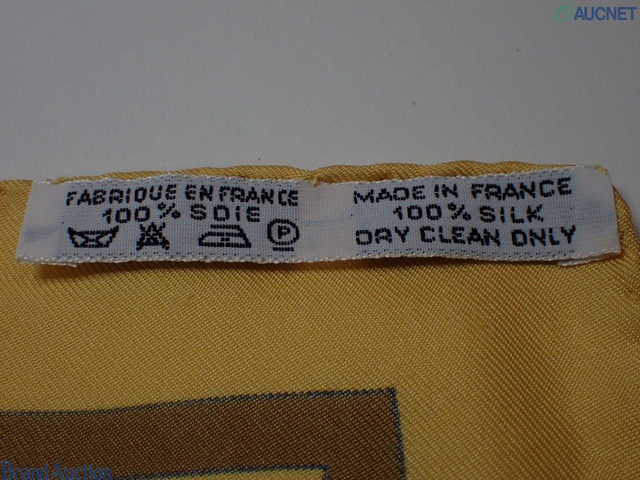 AUCNET
FABRIQUE EN FRANCE
100% SOIE
P
MADE IN FRANCE
100% SILK
DRY CLEAN ONLY
Brand Auction